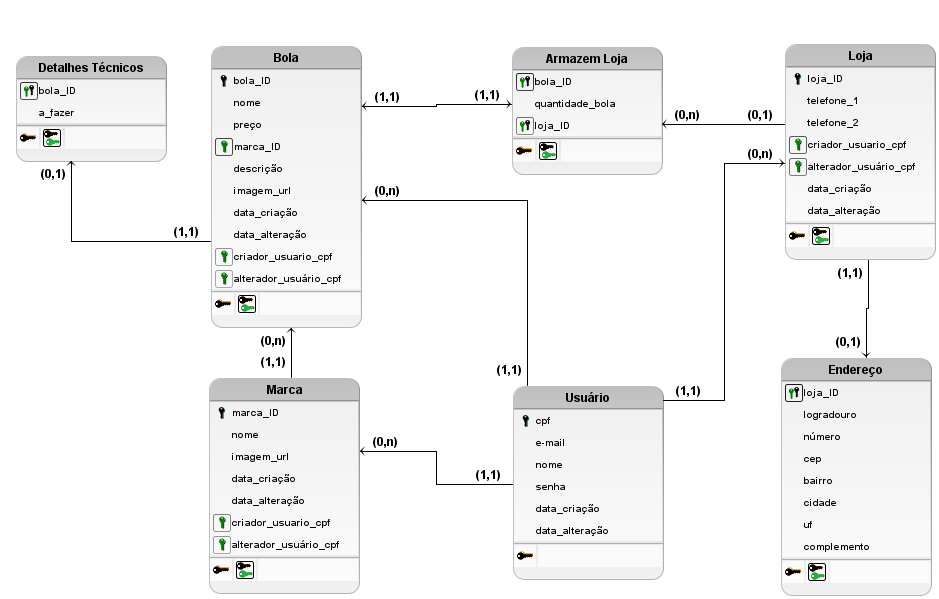 Detalhes Técnicos
bola_ID
a_fazer
(0,1)
(1,1)
Bola
bola_ID
nome
preço
marca_ID
descrição
imagem_url
data_criação
data_alteração
criador_usuario_cpf
alterador_usuário_cpf
(1,1)
(1,1)
(0,n)
(0,n)
(1,1)
Armazem Loja
bola_ID
quantidade_bola
loja_ID
(0,n)
(0,1)
(0,n)
Loja
loja_ID
telefone_1
telefone_2
criador_usuario_cpf
alterador_usuário_cpf
data_criação
data_alteração
(1,1)
(0,1)
Marca
marca_ID
nome
imagem_url
data_criação
data_alteração
criador_usuario_cpf
alterador_usuário_cpf
(0,n)
(1,1)
(1,1)
(1,1)
Usuário
cpf
e-mail
nome
senha
data_criação
data_alteração
Endereço
loja_ID
logradouro
número
cep
bairro
cidade
uf
complemento